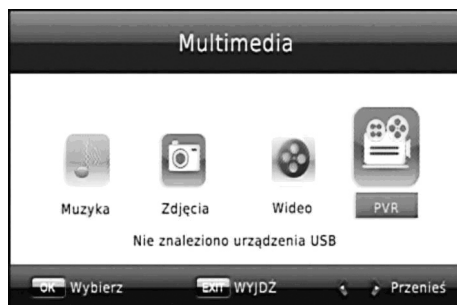 Multimedia
Muzyka Zdjęcia Wideo PVR
Nie znaleziono urządzenia USB
OK Wybierz EXIT WYJDŹ Przenieś